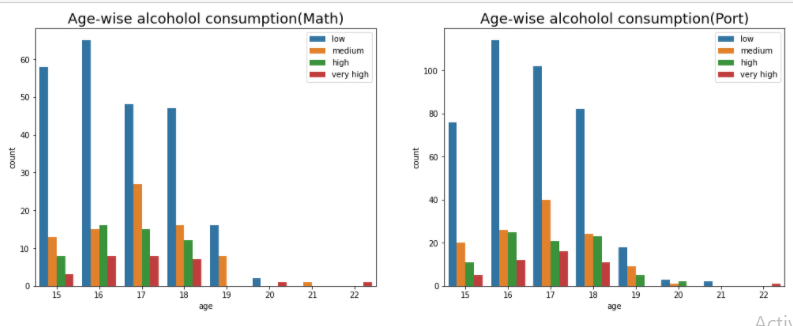 Age-wise alcoholol consumption(Math)
low
medium
high
very high
60
50
40
30
20
10
0
count
15 16 17 18 19 20 21 22
age
Age-wise alcoholol consumption(Port)
low
medium
high
very high
100
80
60
40
20
0
count
15 16 17 18 19 20 21 22
age
Activ